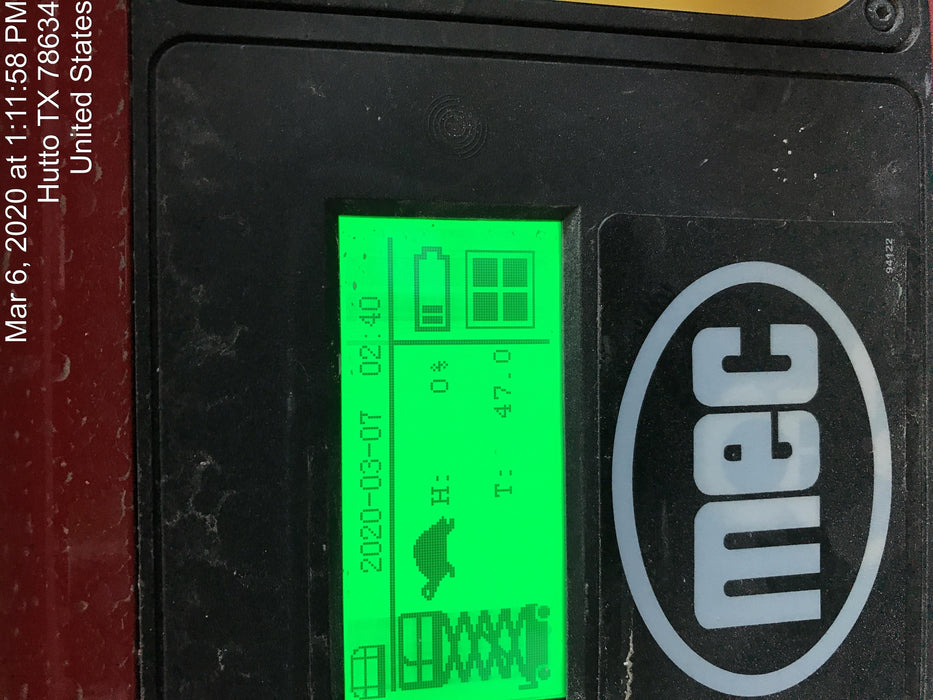 Mar 6, 2020 at 1:11:58 PM
Hutto TX 78634
United States
2020-03-07 02:40
H: 0%
T: 47.0
94122
mec